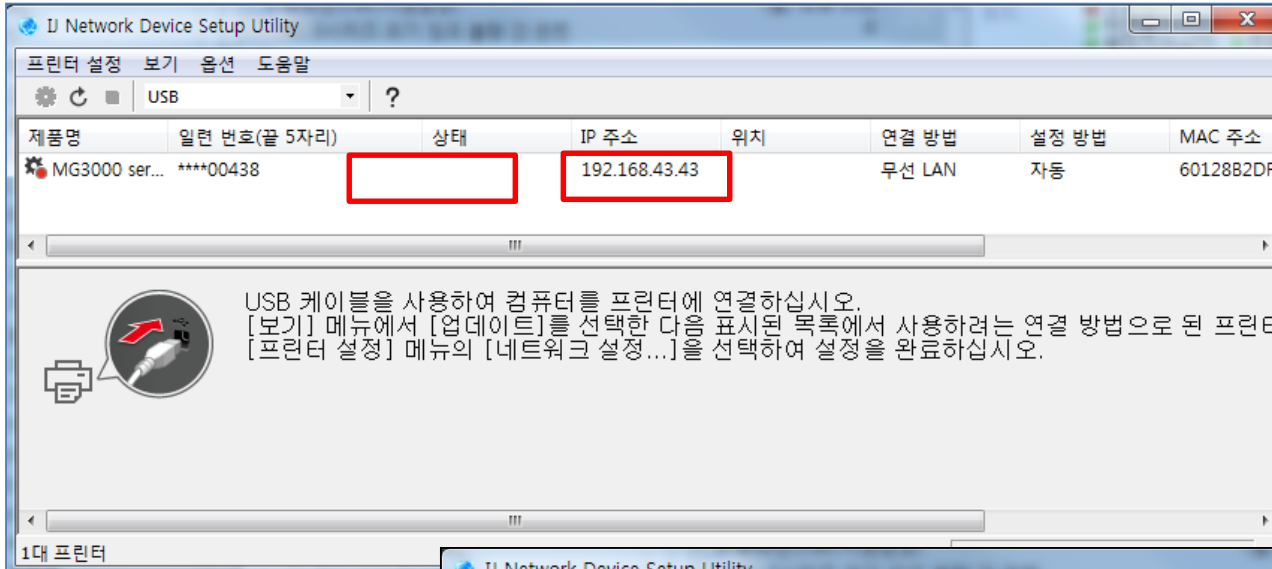 IJ Network Device Setup Utility
프린터 설정 보기 옵션 도움말
USB ?
제품명 일련 번호(끝 5자리) 상태 IP 주소 위치 연결 방법 설정 방법 MAC 주소
MG3000 ser... ****00438 192.168.43.43 무선 LAN 자동 60128B2DF
USB 케이블을 사용하여 컴퓨터를 프린터에 연결하십시오.
[보기] 메뉴에서 [업데이트]를 선택한 다음 표시된 목록에서 사용하려는 연결 방법으로 된 프린터
[프린터 설정] 메뉴의 [네트워크 설정...]을 선택하여 설정을 완료하십시오.
1대 프린터
IJ Network Device Setup Utility